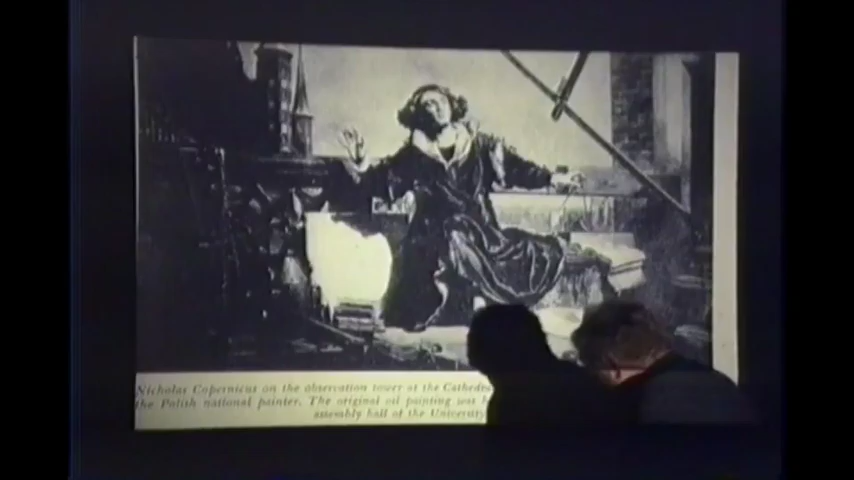 Nicholas Copernicus on the observation tower at the Cathedra
the Polish national painter. The original oil painting was
assembly hall of the University